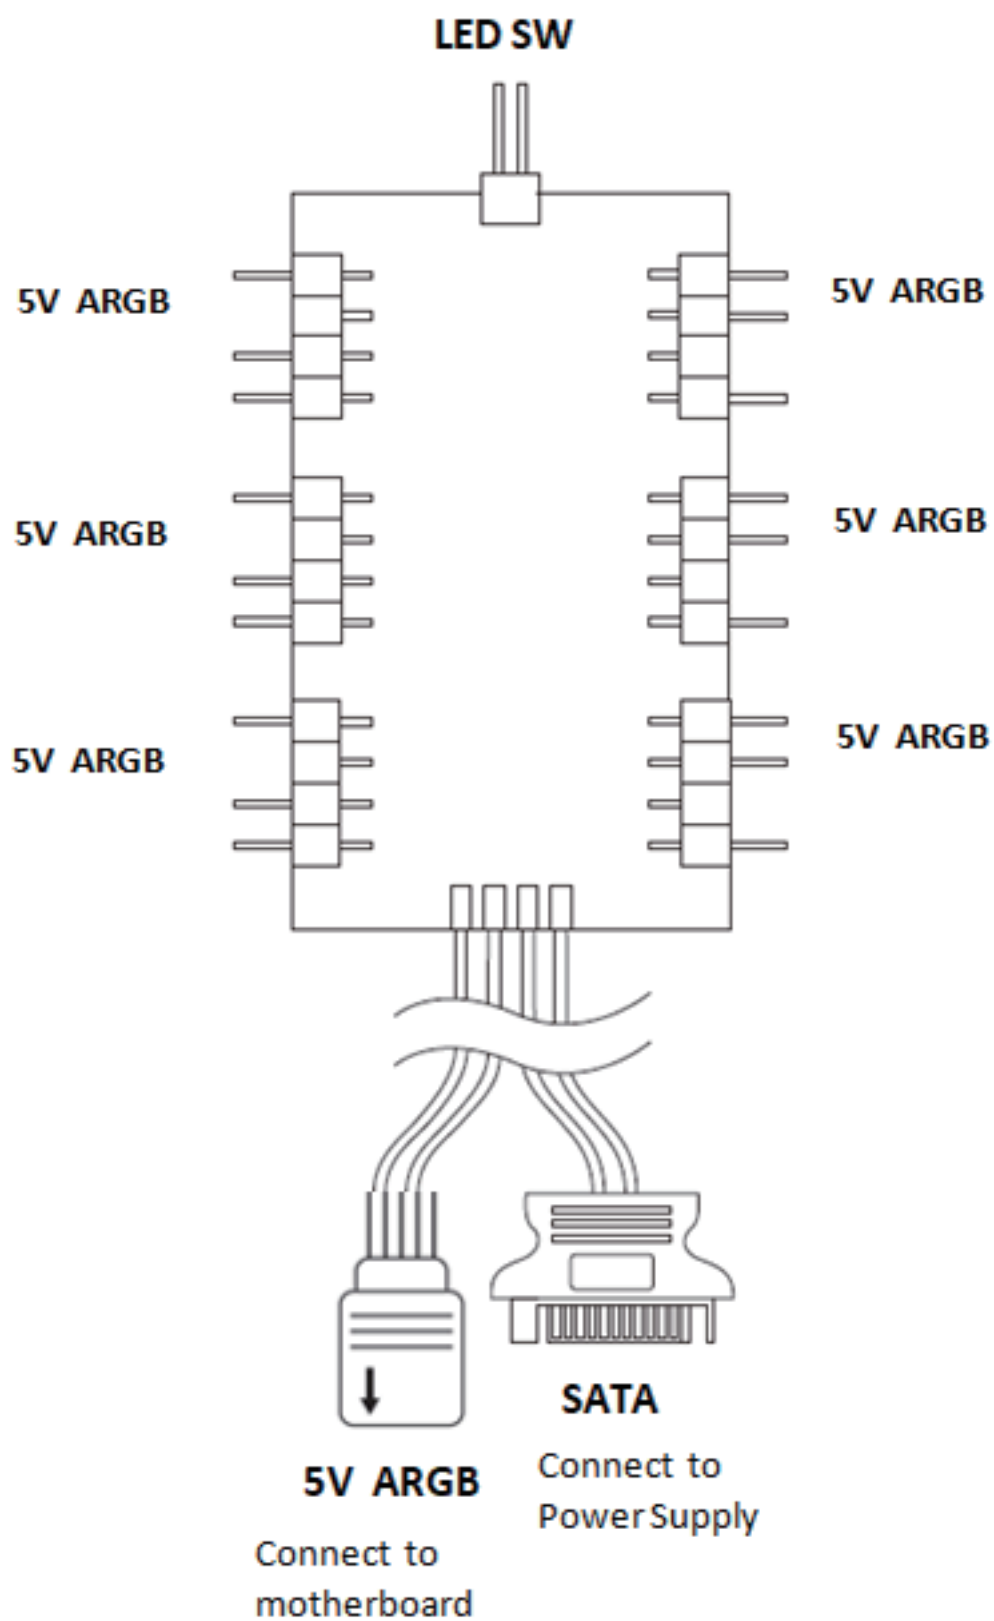 LED SW
5V ARGB
5V ARGB
5V ARGB
5V ARGB
5V ARGB
5V ARGB
SATA
Connect to
Power Supply
5V ARGB
Connect to
motherboard